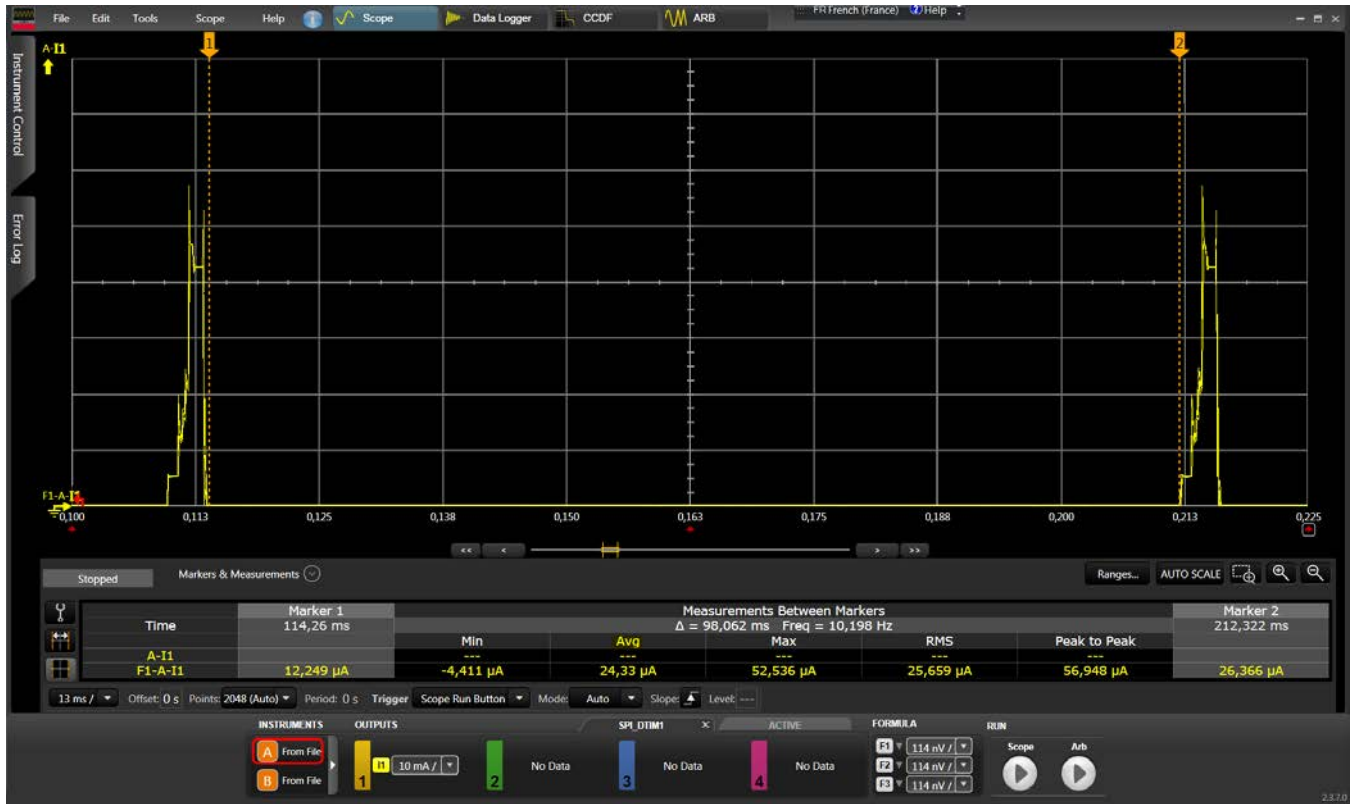 File Edit Tools Scope Help Scope Data Logger CCDF ARB FR French (France) Help
A-I1
1 2
Instrument Control
Error Log
F1-A-I1
0,100 0,113 0,125 0,138 0,150 0,163 0,175 0,188 0,200 0,213 0,225
<< < > >>
Stopped Markers & Measurements Ranges... AUTO SCALE
Marker 1 Measurements Between Markers Marker 2
Time 114,26 ms Δ = 98,062 ms Freq = 10,198 Hz 212,322 ms
Min Avg Max RMS Peak to Peak
A-I1 --- --- --- --- ---
F1-A-I1 12,249 µA -4,411 µA 24,33 µA 52,536 µA 25,659 µA 56,948 µA 26,366 µA
13 ms / Offset: 0 s Points: 2048 (Auto) Period: 0 s Trigger Scope Run Button Mode: Auto Slope: Level: ---
INSTRUMENTS OUTPUTS SPI_DTIM1 × ACTIVE FORMULA RUN
A From File 1 I1 10 mA / 2 No Data 3 No Data 4 No Data F1 114 nV / Scope Arb
F2 114 nV /
B From File F3 114 nV /
2.3.7.0